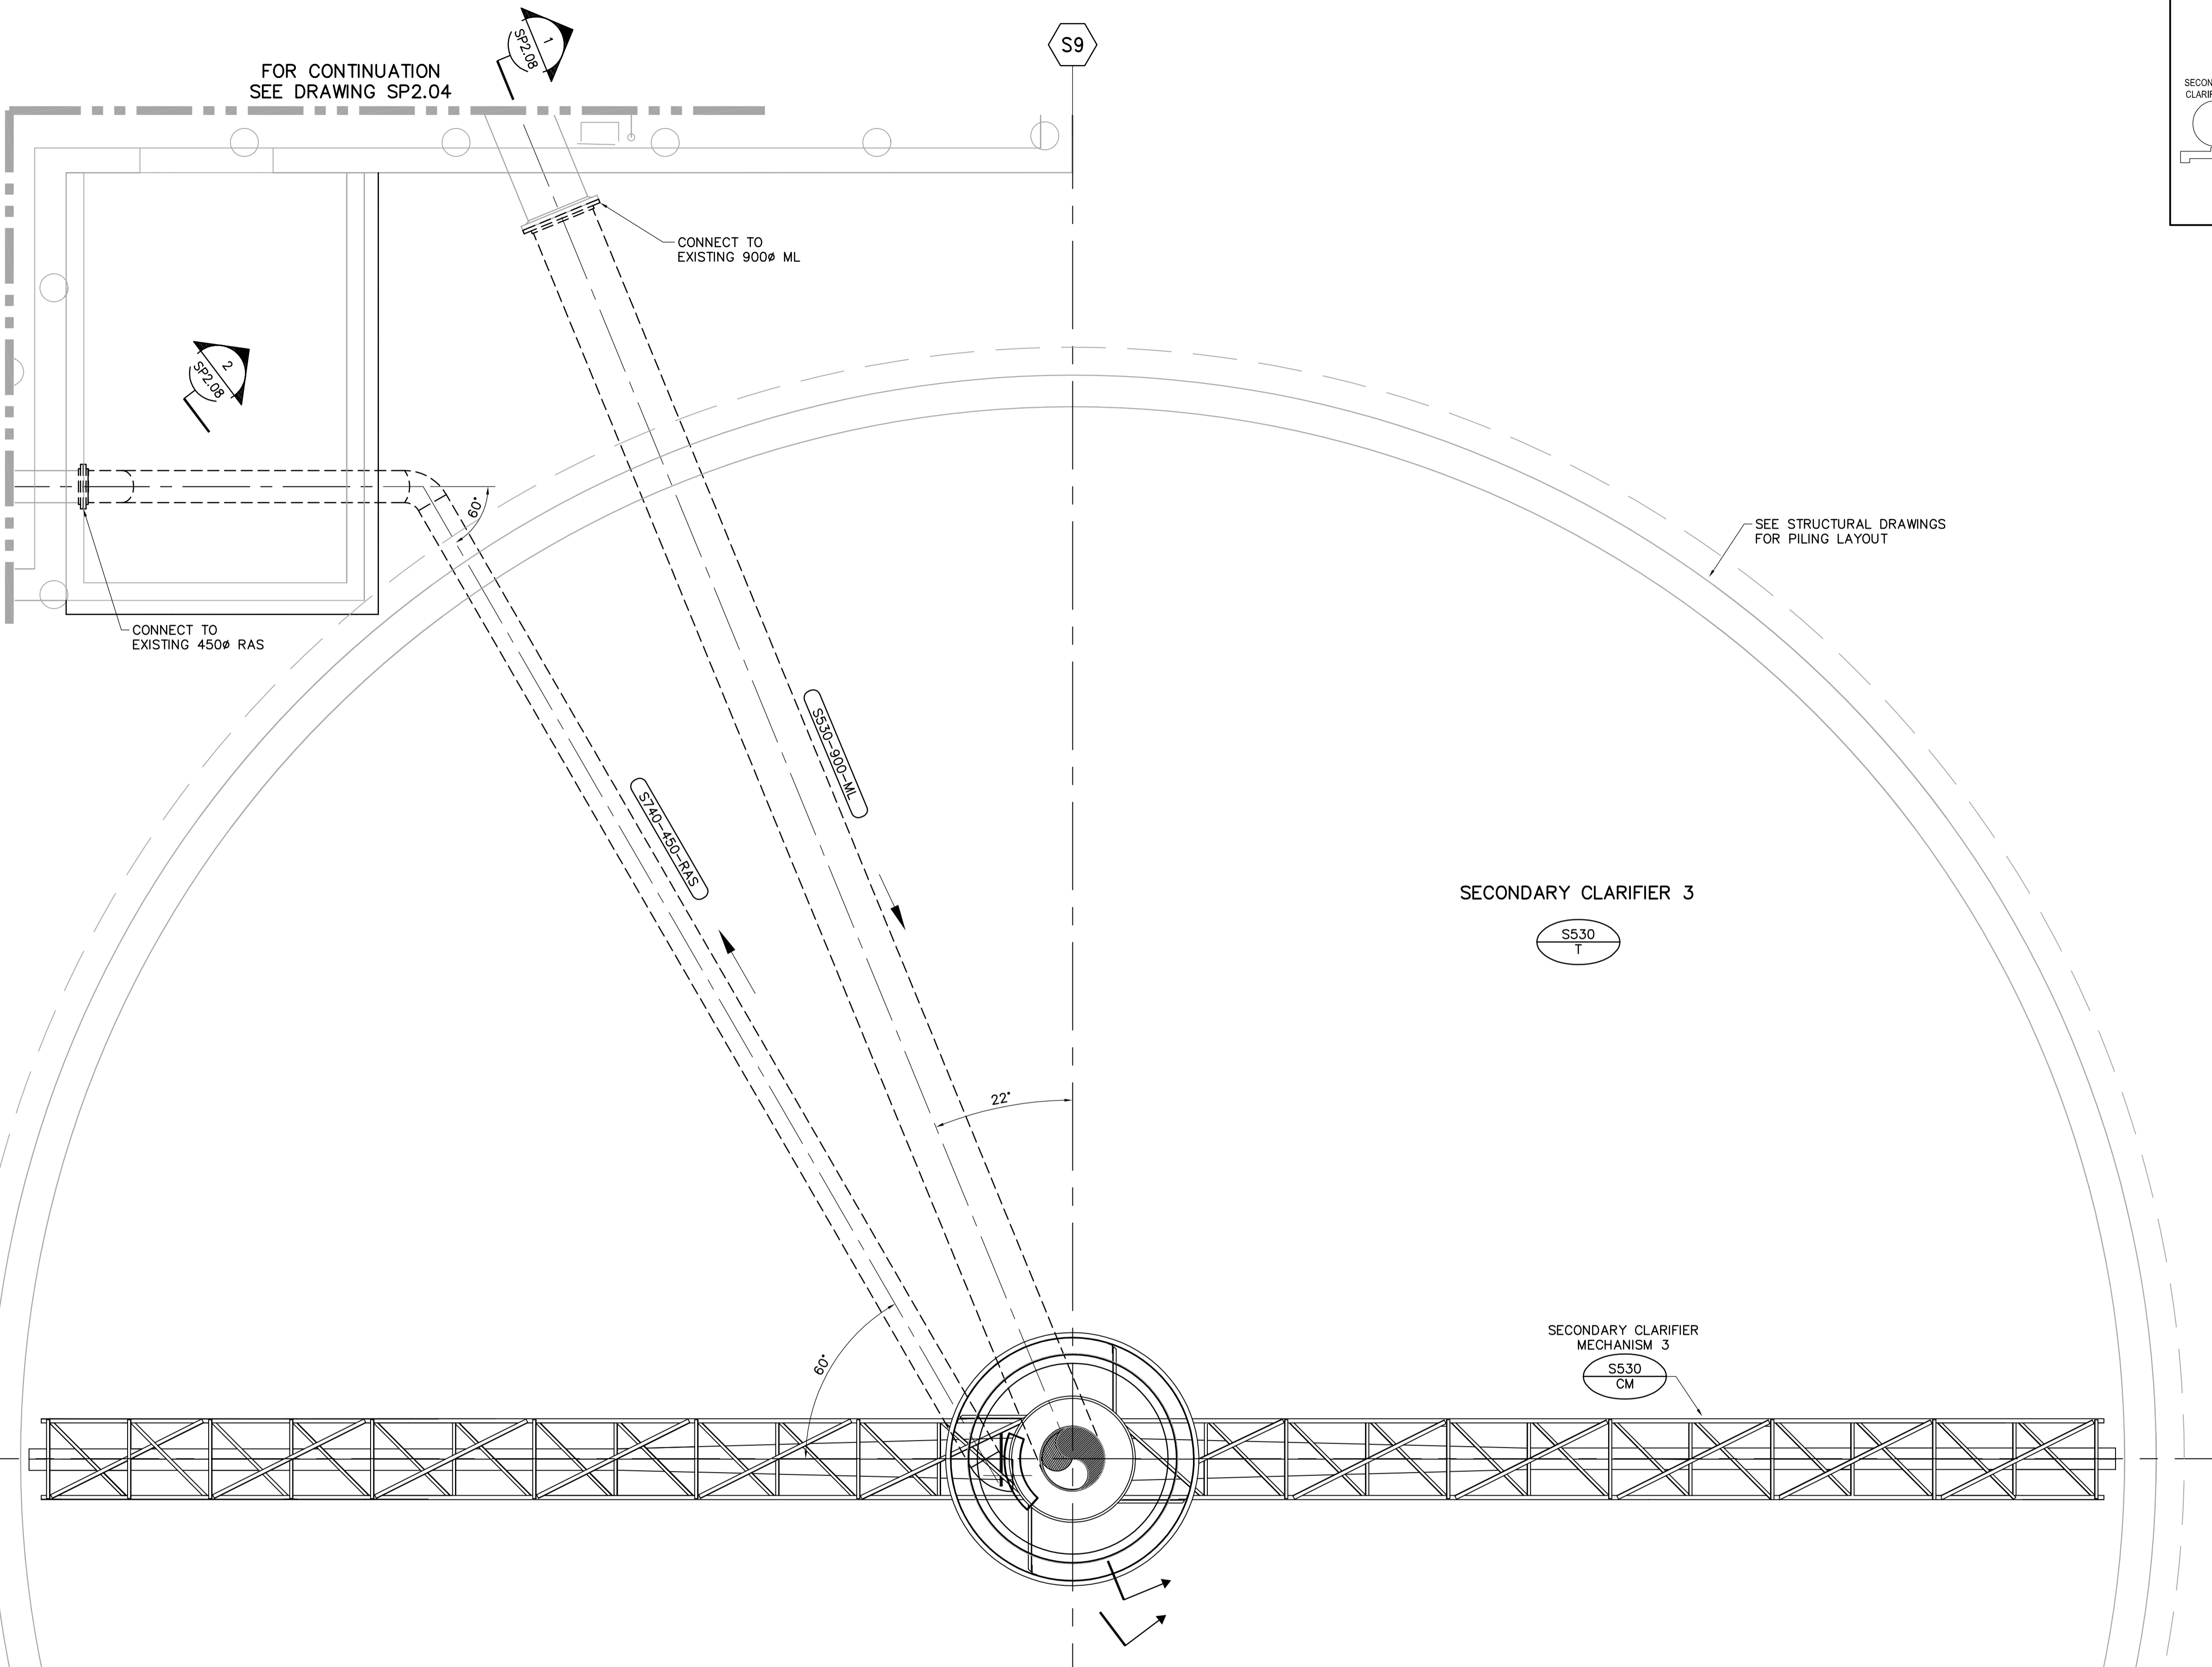 1
SP2.08
S9
FOR CONTINUATION
SEE DRAWING SP2.04
CONNECT TO
EXISTING 900ø ML
2
SP2.08
60°
SEE STRUCTURAL DRAWINGS
FOR PILING LAYOUT
CONNECT TO
EXISTING 450ø RAS
S530-900-ML
S740-450-RAS
SECONDARY CLARIFIER 3
S530
T
22°
60°
SECONDARY CLARIFIER
MECHANISM 3
S530
CM